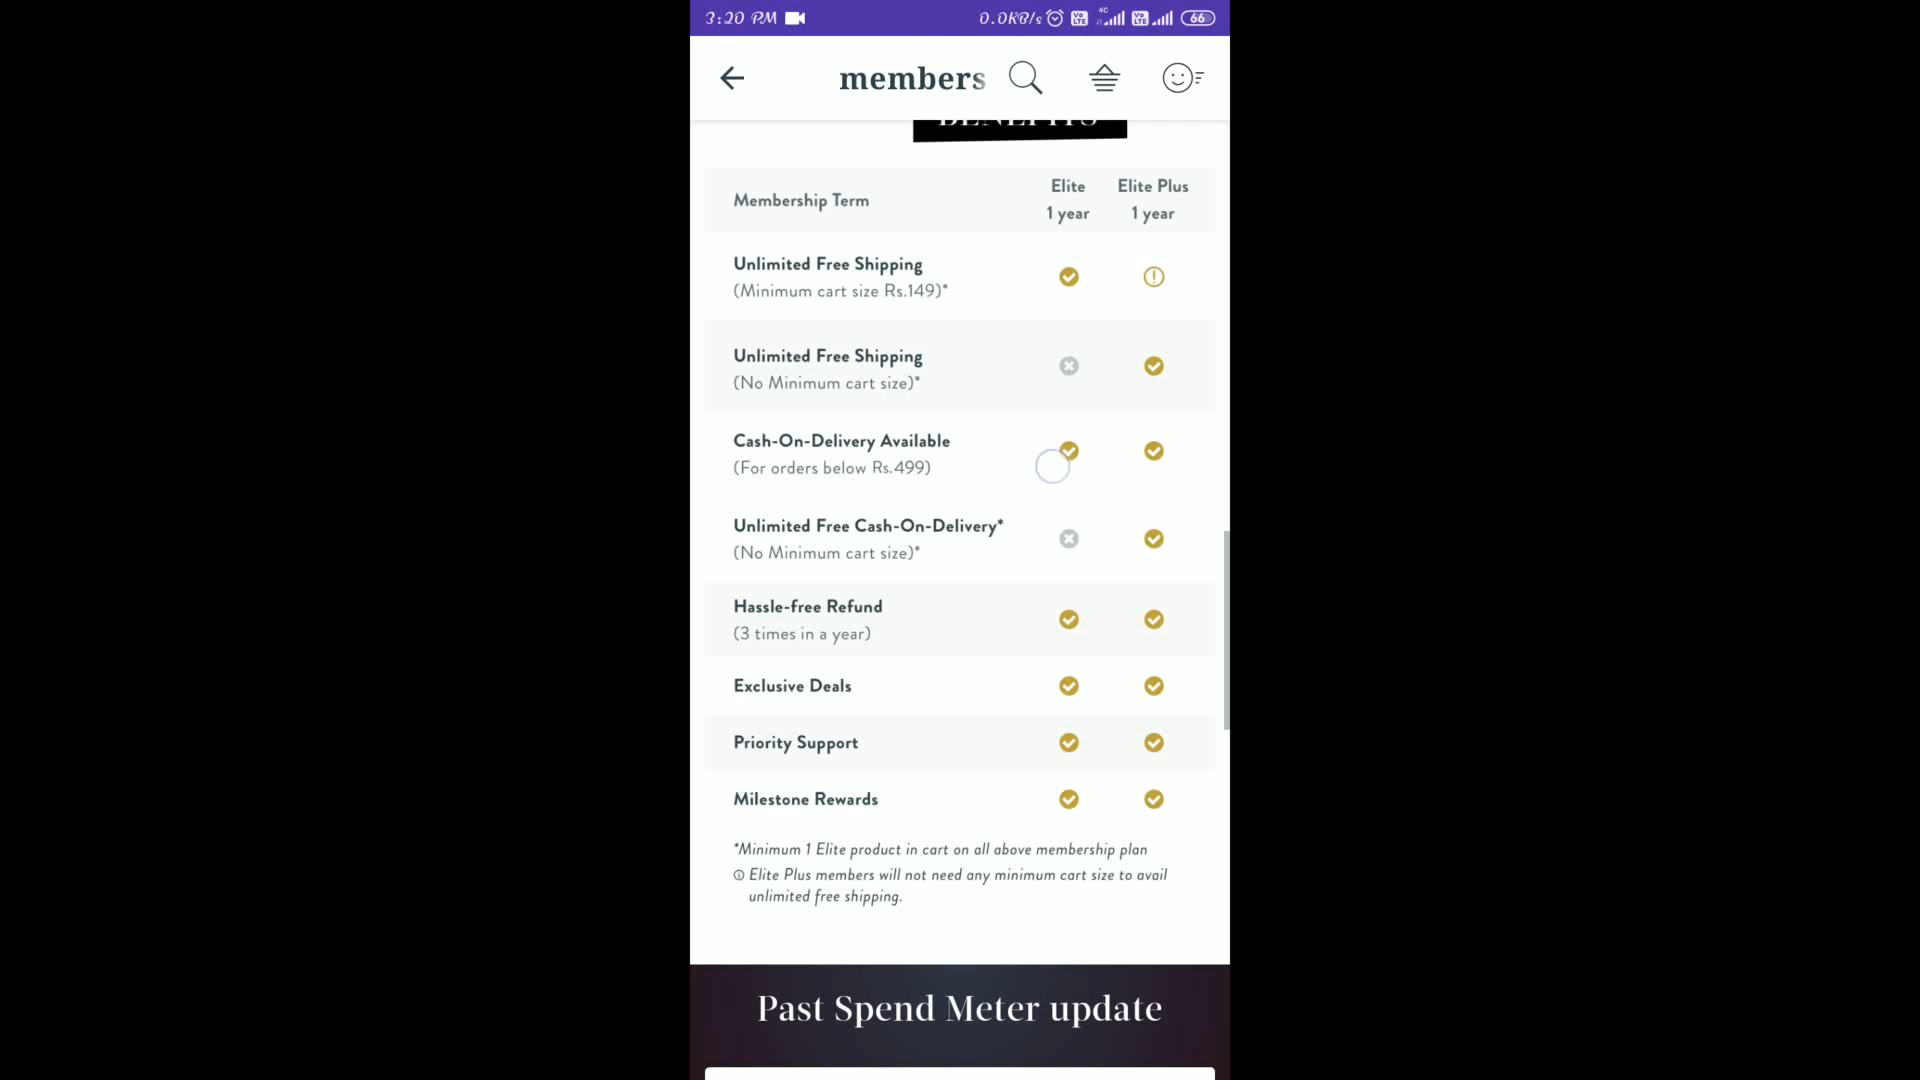 3:20 PM 0.0KB/s 4G 66
members
BENEFITS
Membership Term
Elite Elite Plus
1 year 1 year
Unlimited Free Shipping
(Minimum cart size Rs.149)*
Unlimited Free Shipping
(No Minimum cart size)*
Cash-On-Delivery Available
(For orders below Rs.499)
Unlimited Free Cash-On-Delivery*
(No Minimum cart size)*
Hassle-free Refund
(3 times in a year)
Exclusive Deals
Priority Support
Milestone Rewards
*Minimum 1 Elite product in cart on all above membership plan
Elite Plus members will not need any minimum cart size to avail
unlimited free shipping.
Past Spend Meter update